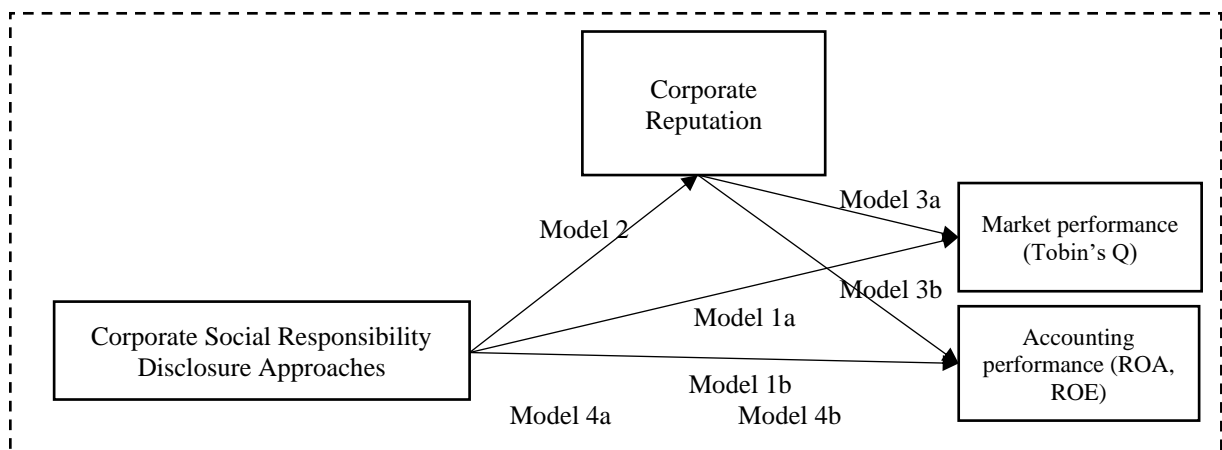 Corporate
Reputation
Model 3a
Market performance
(Tobin’s Q)
Model 2
Model 3b
Model 1a
Corporate Social Responsibility
Disclosure Approaches
Accounting
performance (ROA,
ROE)
Model 1b
Model 4a
Model 4b